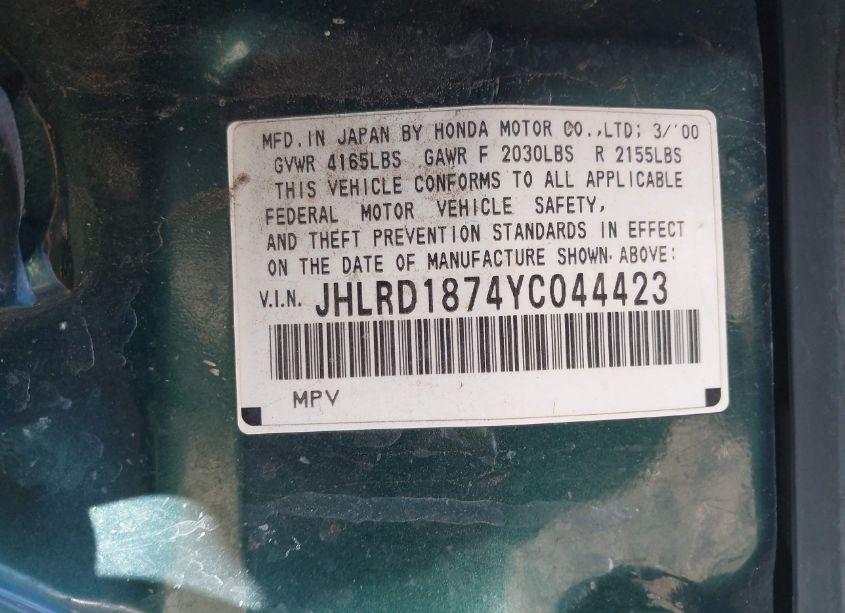 MFD. IN JAPAN BY HONDA MOTOR CO.,LTD; 3/'00
GVWR 4165LBS GAWR F 2030LBS R 2155LBS
THIS VEHICLE CONFORMS TO ALL APPLICABLE
FEDERAL MOTOR VEHICLE SAFETY,
AND THEFT PREVENTION STANDARDS IN EFFECT
ON THE DATE OF MANUFACTURE SHOWN ABOVE:
V.I.N. JHLRD1874YC044423
MPV